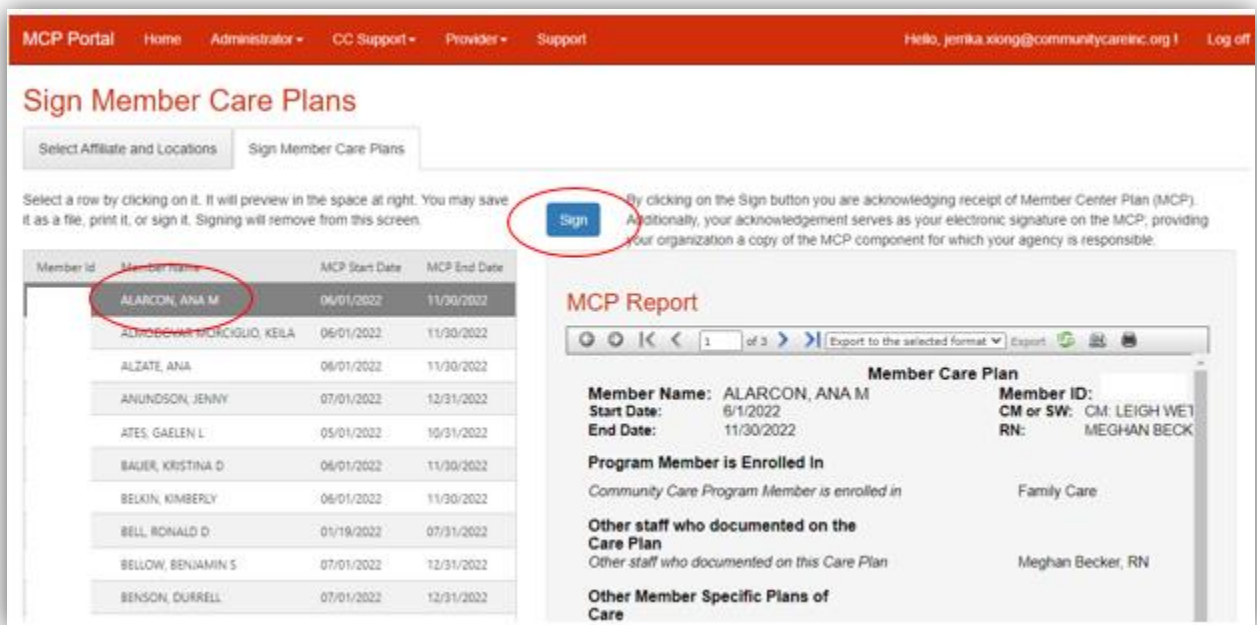 MCP Portal Home Administrator CC Support Provider Support Hello, jerrika.xiong@communitycareinc.org ! Log off
Sign Member Care Plans
Select Affiliate and Locations Sign Member Care Plans
Select a row by clicking on it. It will preview in the space at right. You may save
it as a file, print it, or sign it. Signing will remove from this screen.
Sign
By clicking on the Sign button you are acknowledging receipt of Member Center Plan (MCP).
Additionally, your acknowledgement serves as your electronic signature on the MCP; providing
your organization a copy of the MCP component for which your agency is responsible.
Member Id Member Name MCP Start Date MCP End Date
ALARCON, ANA M 06/01/2022 11/30/2022
ALMODOVAR MORCIGLIO, KEILA 06/01/2022 11/30/2022
ALZATE, ANA 06/01/2022 11/30/2022
ANUNDSON, JENNY 07/01/2022 12/31/2022
ATES, GAELEN L 05/01/2022 10/31/2022
BAUER, KRISTINA D 06/01/2022 11/30/2022
BELKIN, KIMBERLY 06/01/2022 11/30/2022
BELL, RONALD D 01/19/2022 07/31/2022
BELLOW, BENJAMIN S 07/01/2022 12/31/2022
BENSON, DURRELL 07/01/2022 12/31/2022
MCP Report
1 of 3 Export to the selected format Export
Member Care Plan
Member Name: ALARCON, ANA M Member ID:
Start Date: 6/1/2022 CM or SW: CM: LEIGH WET
End Date: 11/30/2022 RN: MEGHAN BECK
Program Member is Enrolled In
Community Care Program Member is enrolled in Family Care
Other staff who documented on the
Care Plan
Other staff who documented on this Care Plan Meghan Becker, RN
Other Member Specific Plans of
Care